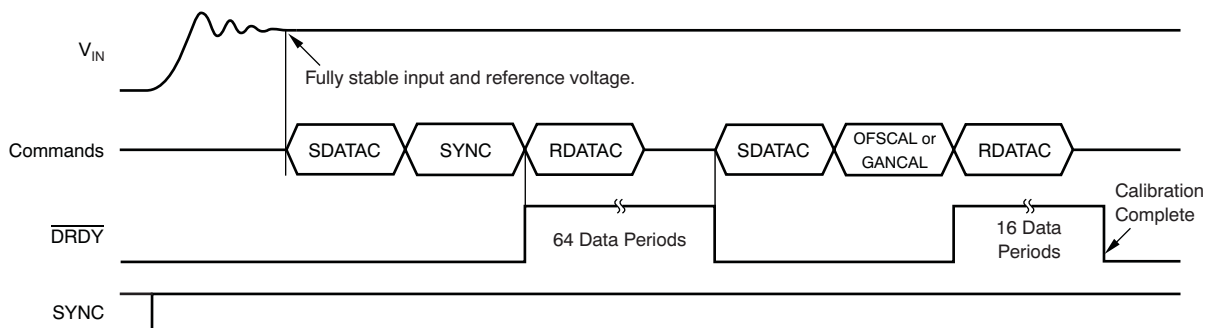 V_IN
Fully stable input and reference voltage.
Commands
SDATAC
SYNC
RDATAC
SDATAC
OFSCAL or
GANCAL
RDATAC
Calibration
Complete
DRDY
64 Data Periods
16 Data
Periods
SYNC